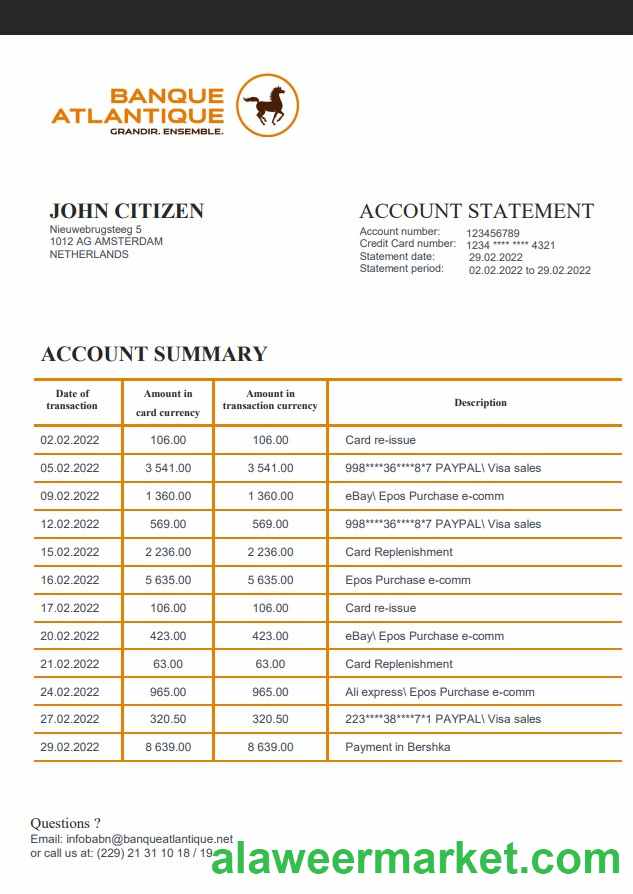 BANQUE
ATLANTIQUE
GRANDIR. ENSEMBLE.
JOHN CITIZEN
Nieuwebrugsteeg 5
1012 AG AMSTERDAM
NETHERLANDS
ACCOUNT STATEMENT
Account number: 123456789
Credit Card number: 1234 **** **** 4321
Statement date: 29.02.2022
Statement period: 02.02.2022 to 29.02.2022
ACCOUNT SUMMARY
Date of transaction Amount in card currency Amount in transaction currency Description
02.02.2022 106.00 106.00 Card re-issue
05.02.2022 3 541.00 3 541.00 998****36****8*7 PAYPAL\ Visa sales
09.02.2022 1 360.00 1 360.00 eBay\ Epos Purchase e-comm
12.02.2022 569.00 569.00 998****36****8*7 PAYPAL\ Visa sales
15.02.2022 2 236.00 2 236.00 Card Replenishment
16.02.2022 5 635.00 5 635.00 Epos Purchase e-comm
17.02.2022 106.00 106.00 Card re-issue
20.02.2022 423.00 423.00 eBay\ Epos Purchase e-comm
21.02.2022 63.00 63.00 Card Replenishment
24.02.2022 965.00 965.00 Ali express\ Epos Purchase e-comm
27.02.2022 320.50 320.50 223****38****7*1 PAYPAL\ Visa sales
29.02.2022 8 639.00 8 639.00 Payment in Bershka
Questions ?
Email: infobabn@banqueatlantique.net
or call us at: (229) 21 31 10 18 / 19
alaweermarket.com